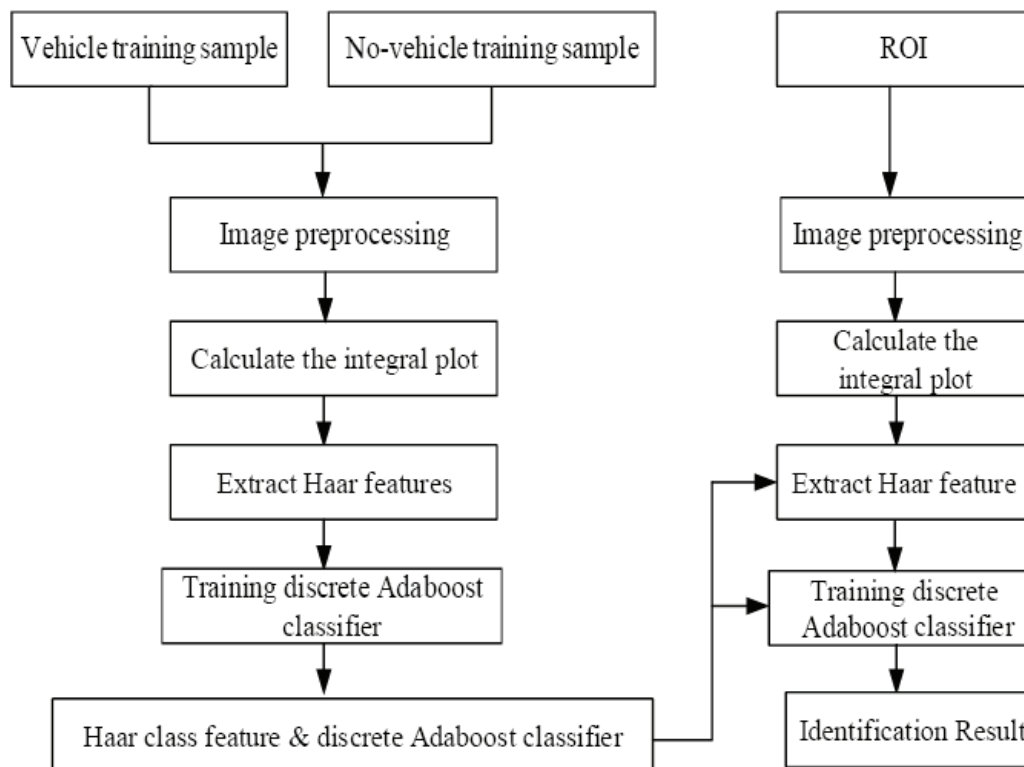 Vehicle training sample
No-vehicle training sample
ROI
Image preprocessing
Image preprocessing
Calculate the integral plot
Calculate the
integral plot
Extract Haar features
Extract Haar feature
Training discrete Adaboost
classifier
Training discrete
Adaboost classifier
Haar class feature & discrete Adaboost classifier
Identification Result